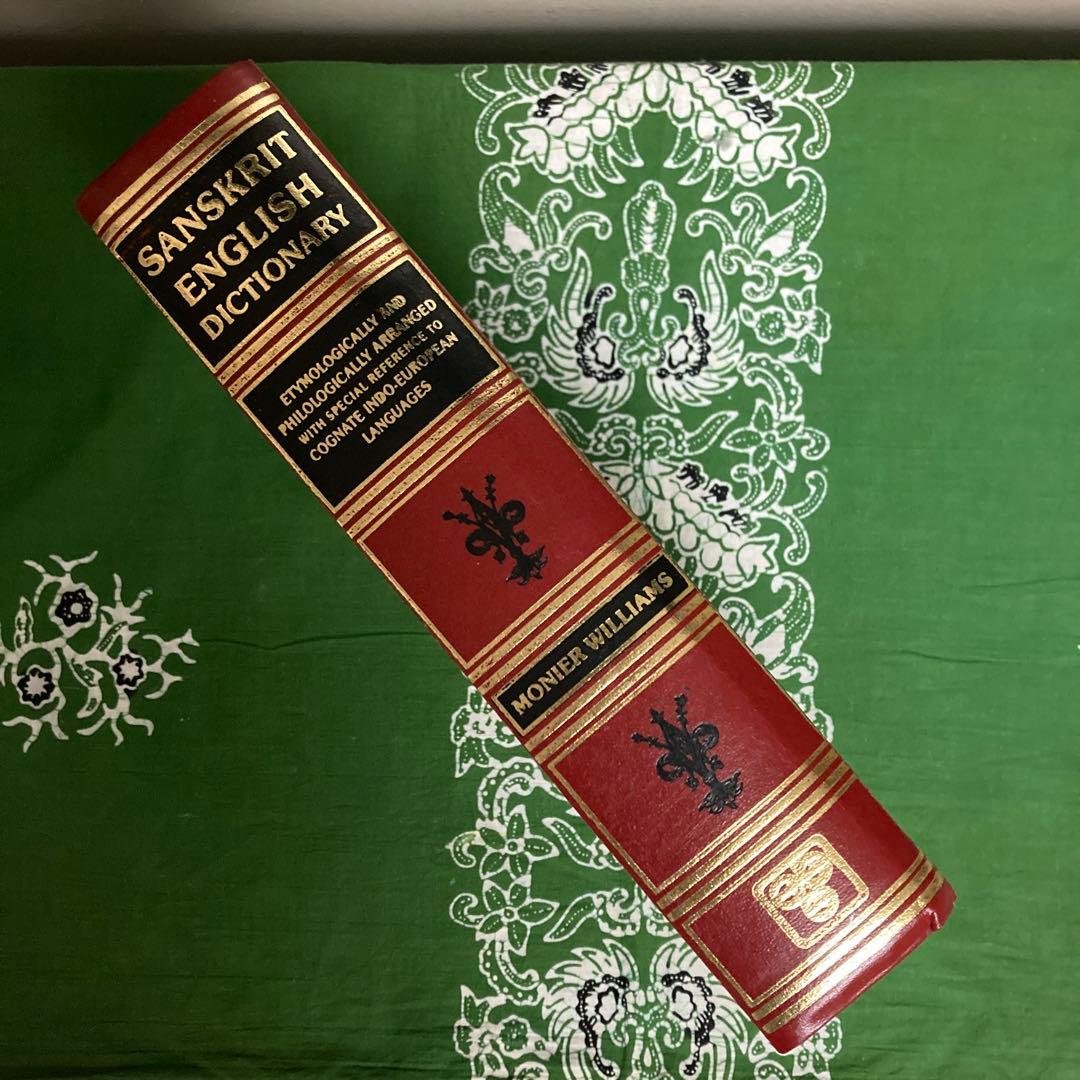 SANSKRIT
ENGLISH
DICTIONARY
ETYMOLOGICALLY AND
PHILOLOGICALLY ARRANGED
WITH SPECIAL REFERENCE TO
COGNATE INDO-EUROPEAN
LANGUAGES
MONIER WILLIAMS